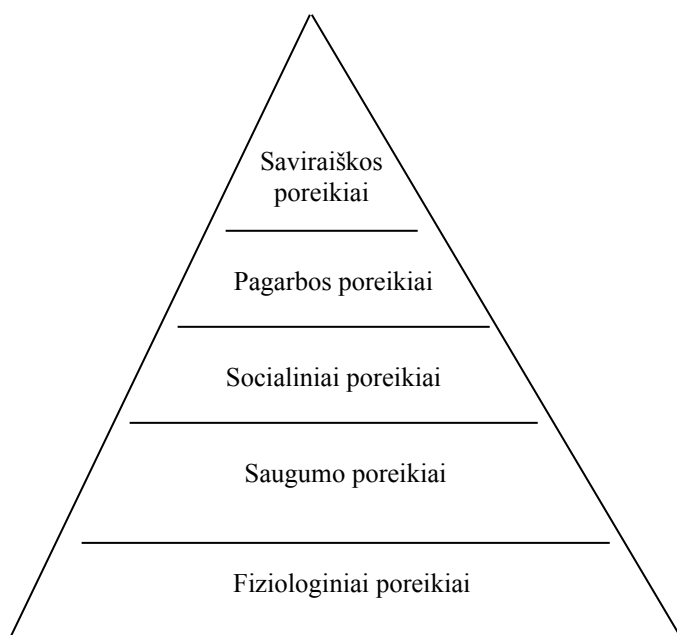 Saviraiškos
poreikiai
Pagarbos poreikiai
Socialiniai poreikiai
Saugumo poreikiai
Fiziologiniai poreikiai